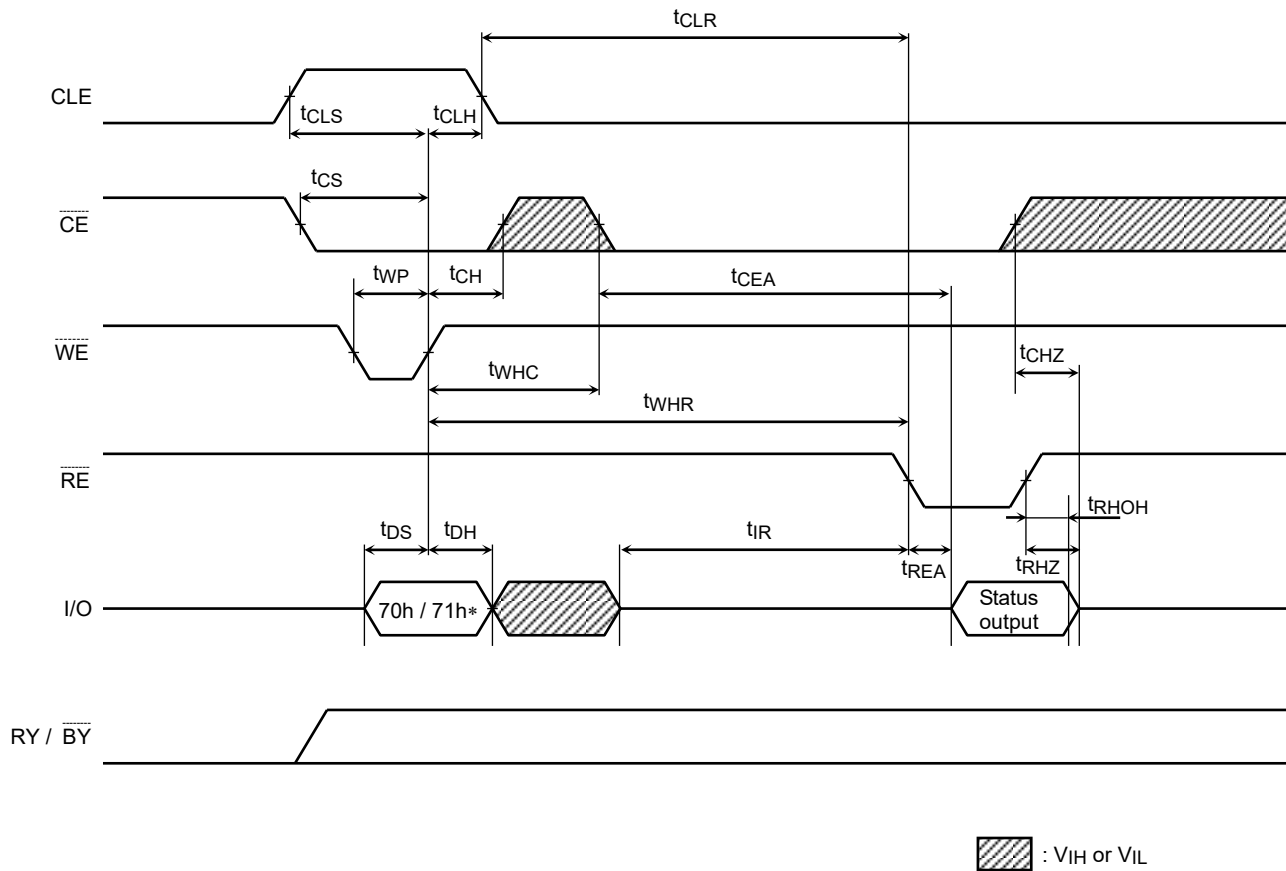 tCLR
CLE
tCLS
tCLH
tCS
CE
tWP
tCH
tCEA
WE
tCHZ
tWHC
tWHR
RE
tRHOH
tDS
tDH
tIR
tREA
tRHZ
I/O
70h / 71h*
Status
output
RY / BY
: VIH or VIL